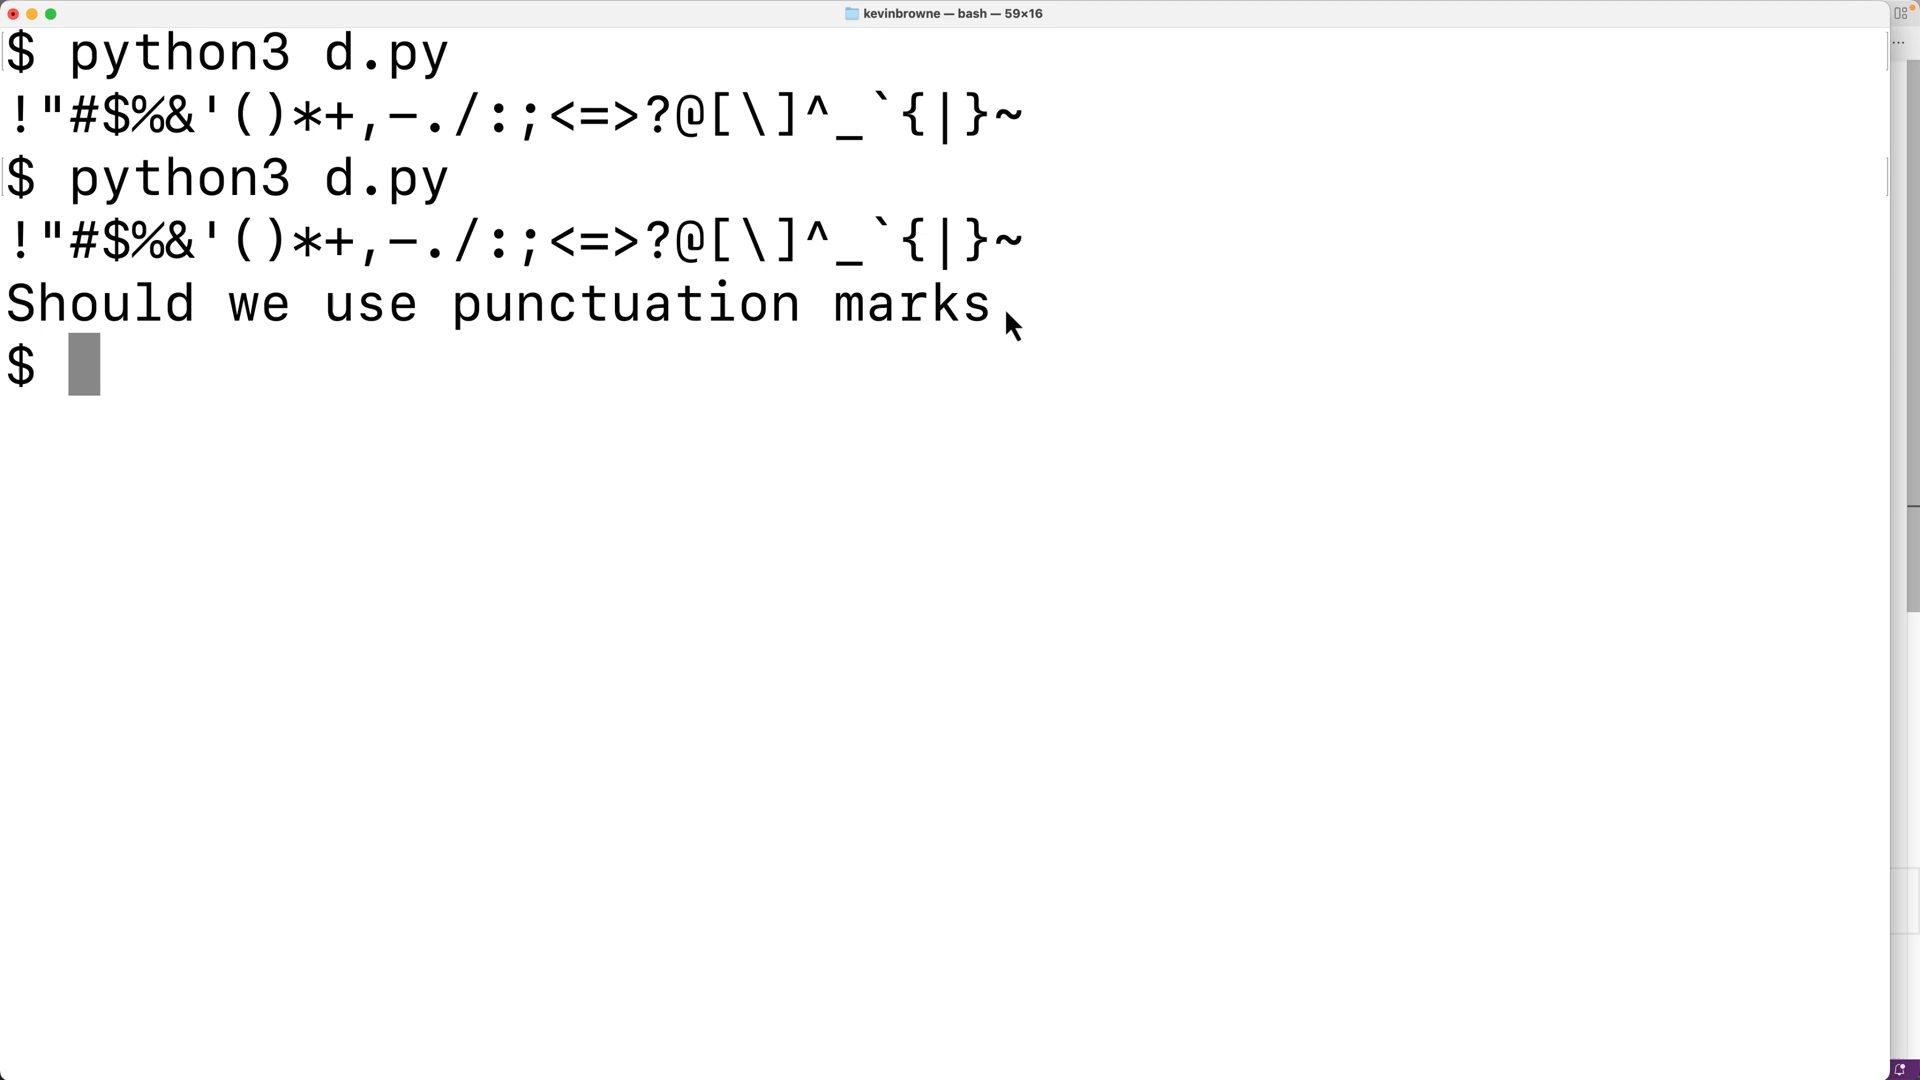 kevinbrowne — bash — 59×16
$ python3 d.py
!"#$%&'()*+,-./:;<=>?@[\]^_`{|}~
$ python3 d.py
!"#$%&'()*+,-./:;<=>?@[\]^_`{|}~
Should we use punctuation marks
$